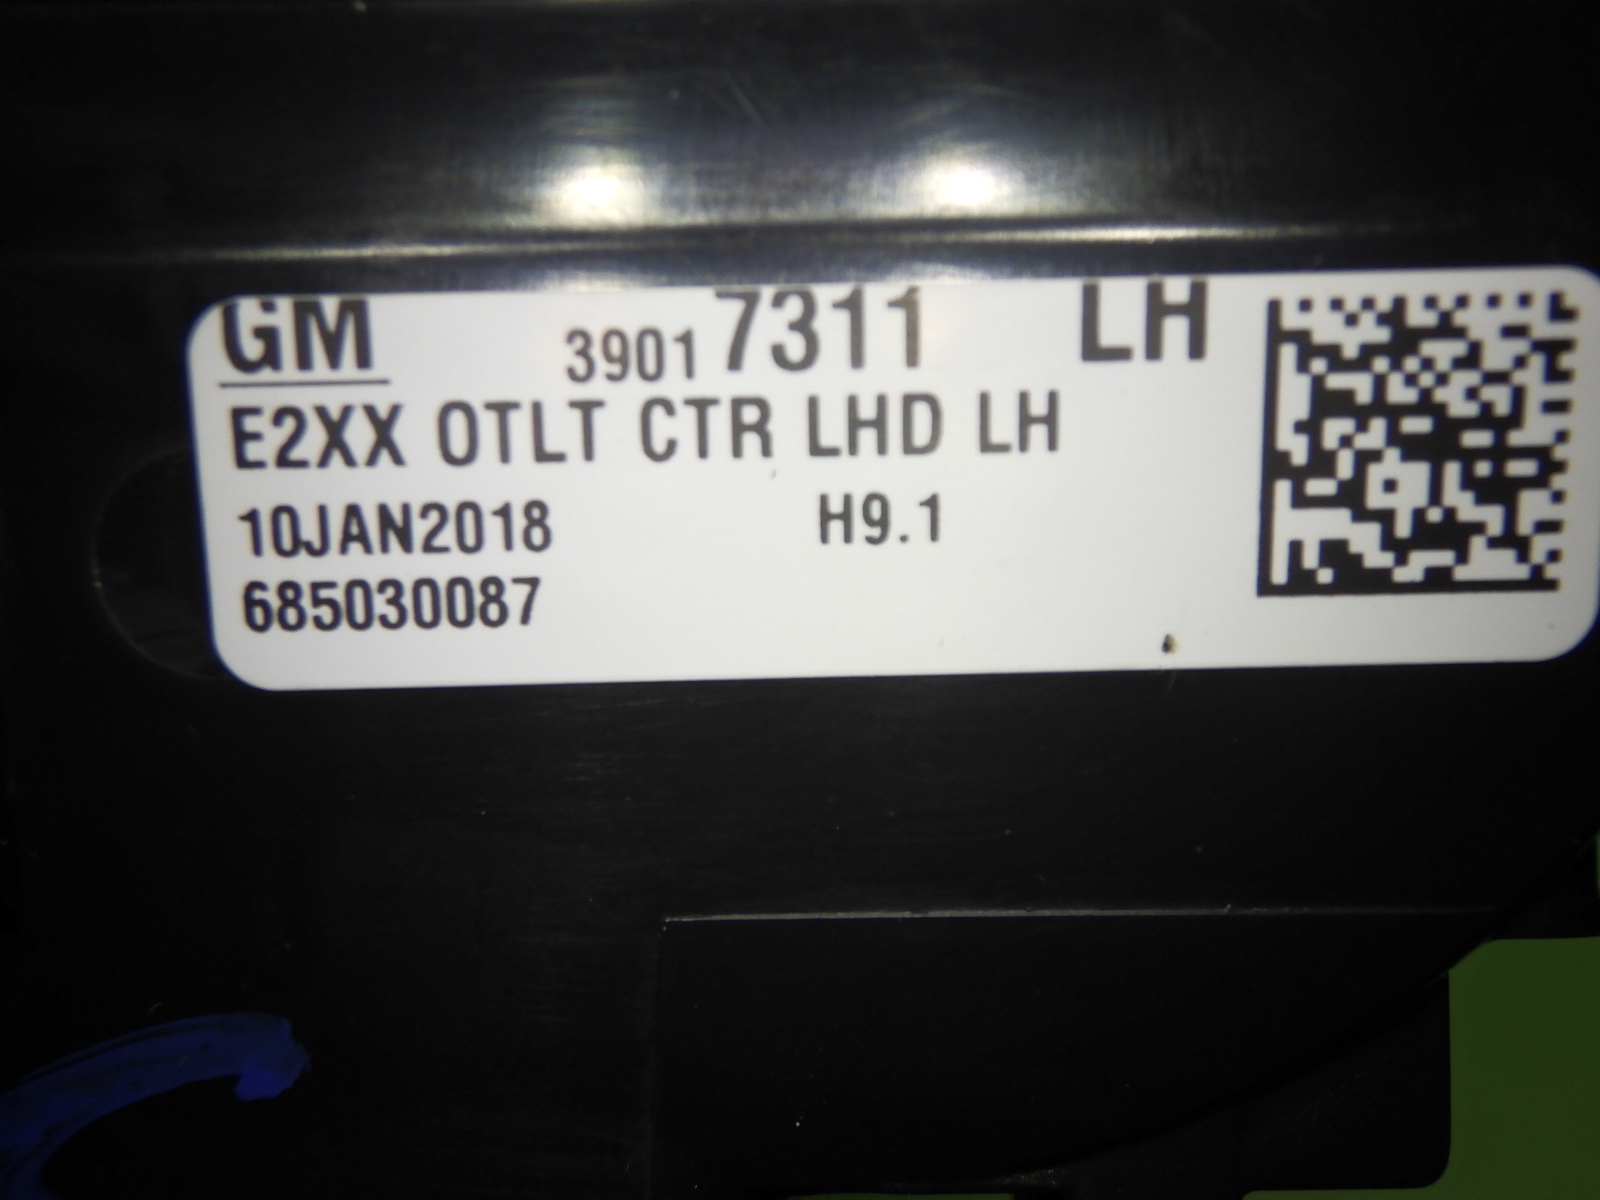 GM 39017311 LH
E2XX OTLT CTR LHD LH
10JAN2018 H9.1
685030087